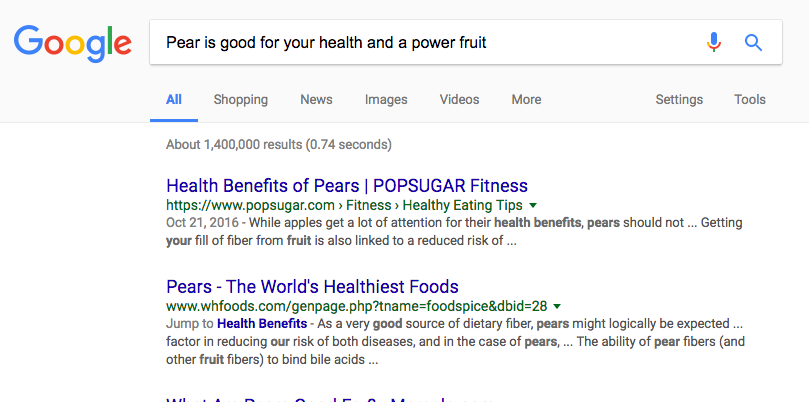 Google
Pear is good for your health and a power fruit
All Shopping News Images Videos More Settings Tools
About 1,400,000 results (0.74 seconds)
Health Benefits of Pears | POPSUGAR Fitness
https://www.popsugar.com › Fitness › Healthy Eating Tips
Oct 21, 2016 - While apples get a lot of attention for their health benefits, pears should not ... Getting
your fill of fiber from fruit is also linked to a reduced risk of ...
Pears - The World's Healthiest Foods
www.whfoods.com/genpage.php?tname=foodspice&dbid=28
Jump to Health Benefits - As a very good source of dietary fiber, pears might logically be expected ...
factor in reducing our risk of both diseases, and in the case of pears, ... The ability of pear fibers (and
other fruit fibers) to bind bile acids ...